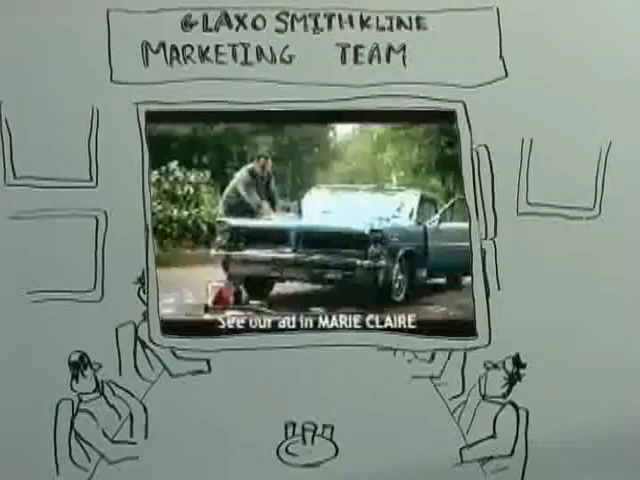 GLAXO SMITHKLINE
MARKETING TEAM
See our ad in MARIE CLAIRE